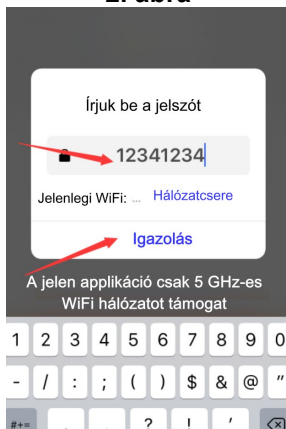 2. ábra
Írjuk be a jelszót
12341234
Jelenlegi WiFi: ... Hálózatcsere
Igazolás
A jelen applikáció csak 5 GHz-es
WiFi hálózatot támogat
1 2 3 4 5 6 7 8 9 0
- / : ; ( ) $ & @ "
#+= . , ? ! '